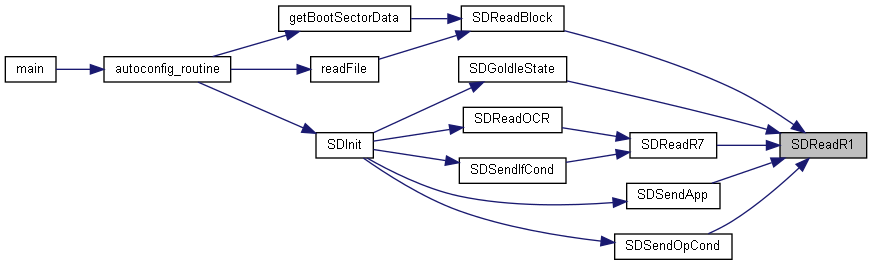 getBootSectorData
SDReadBlock
main
autoconfig_routine
readFile
SDGoIdleState
SDReadOCR
SDInit
SDReadR7
SDReadR1
SDSendIfCond
SDSendApp
SDSendOpCond